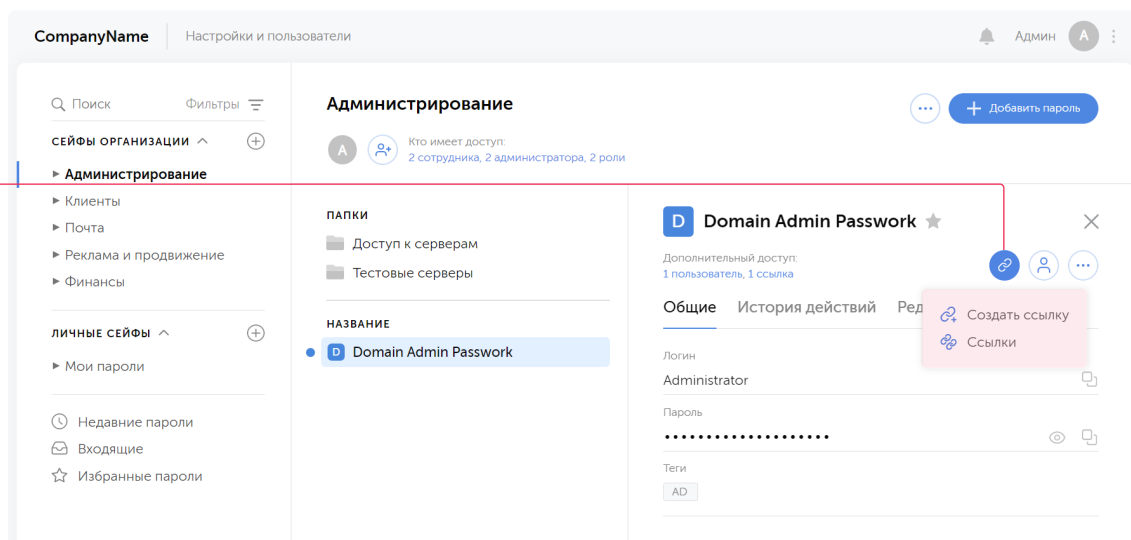 CompanyName
Настройки и пользователи
Админ
A
Поиск
Фильтры
СЕЙФЫ ОРГАНИЗАЦИИ
Администрирование
Клиенты
Почта
Реклама и продвижение
Финансы
ЛИЧНЫЕ СЕЙФЫ
Мои пароли
Недавние пароли
Входящие
Избранные пароли
Администрирование
Добавить пароль
A
Кто имеет доступ:
2 сотрудника, 2 администратора, 2 роли
ПАПКИ
Доступ к серверам
Тестовые серверы
НАЗВАНИЕ
D Domain Admin Passwork
D Domain Admin Passwork
Дополнительный доступ:
1 пользователь, 1 ссылка
Общие История действий Ред
Создать ссылку
Ссылки
Логин
Administrator
Пароль
••••••••••••••••••••
Теги
AD